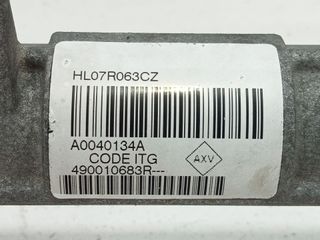 HL07R063CZ
A0040134A
CODE ITG
AXV
490010683R---